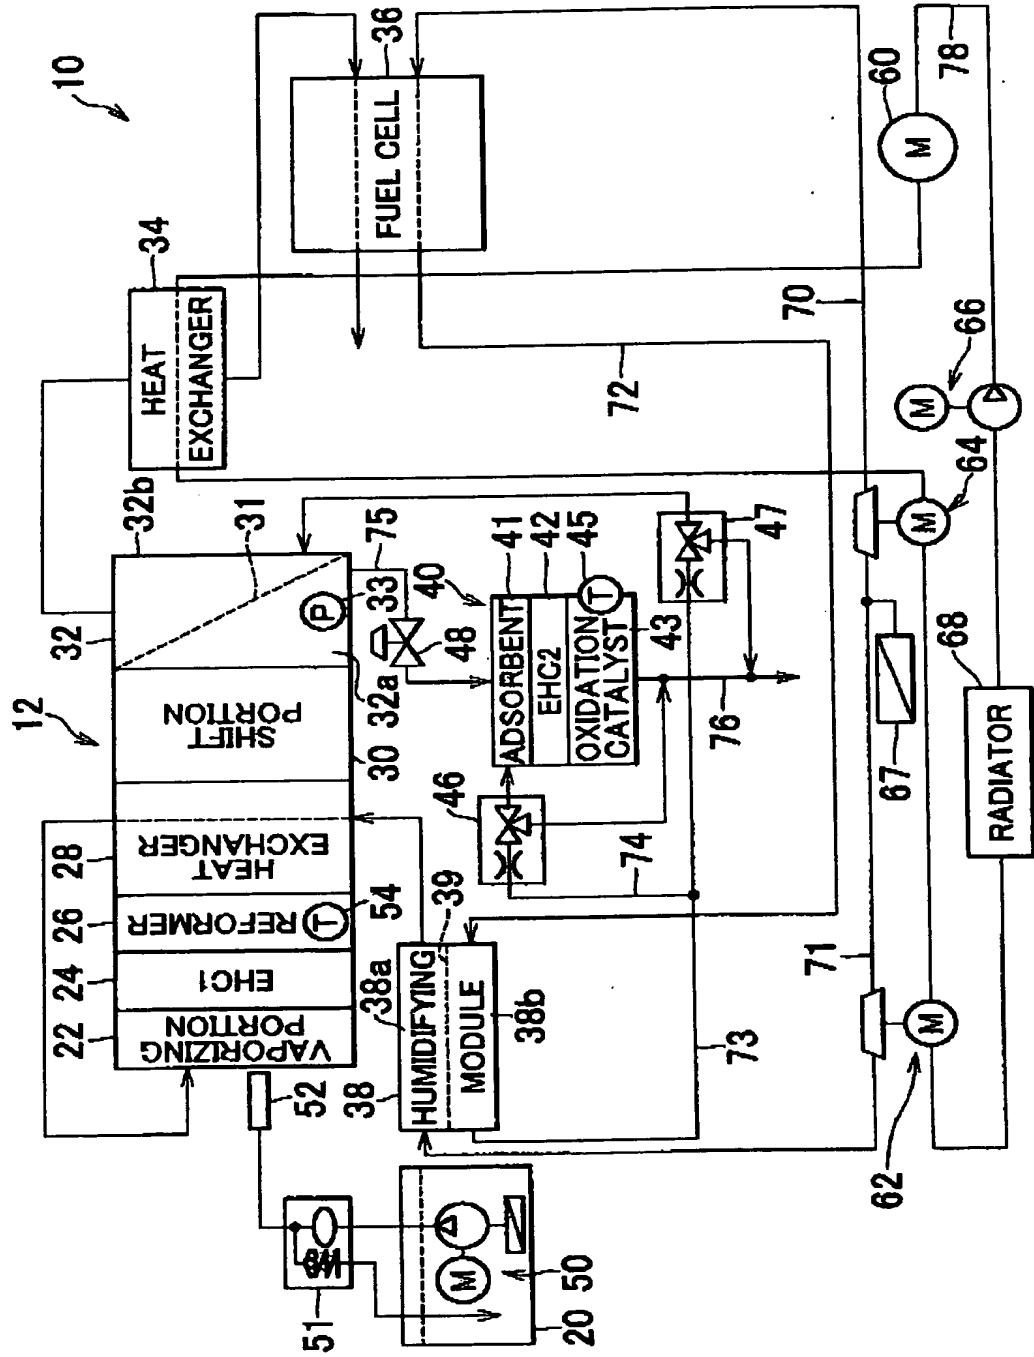 10
12
22
24
26
28
32
32b
34
36
VAPORIZING
PORTION
EHC1
REFORMER
T
54
HEAT
EXCHANGER
SHIFT
PORTION
30
32a
31
P
33
75
HEAT
EXCHANGER
FUEL CELL
52
51
20
50
M
38
38a
39
HUMIDIFYING
MODULE
38b
46
48
40
41
42
45
ADSORBENT
EHC2
OXIDATION
CATALYST
T
43
47
72
73
74
76
71
70
62
M
67
64
M
66
M
60
M
78
68
RADIATOR